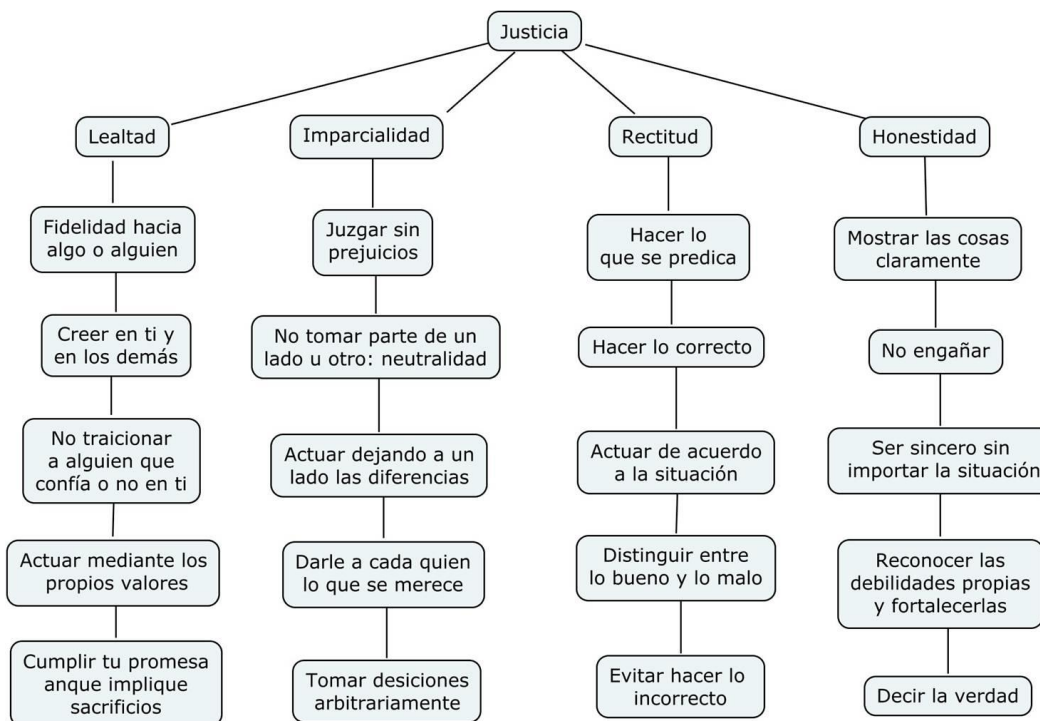 Justicia
Lealtad
Fidelidad hacia
algo o alguien
Creer en ti y
en los demás
No traicionar
a alguien que
confía o no en ti
Actuar mediante los
propios valores
Cumplir tu promesa
anque implique
sacrificios
Imparcialidad
Juzgar sin
prejuicios
No tomar parte de un
lado u otro: neutralidad
Actuar dejando a un
lado las diferencias
Darle a cada quien
lo que se merece
Tomar desiciones
arbitrariamente
Rectitud
Hacer lo
que se predica
Hacer lo correcto
Actuar de acuerdo
a la situación
Distinguir entre
lo bueno y lo malo
Evitar hacer lo
incorrecto
Honestidad
Mostrar las cosas
claramente
No engañar
Ser sincero sin
importar la situación
Reconocer las
debilidades propias
y fortalecerlas
Decir la verdad